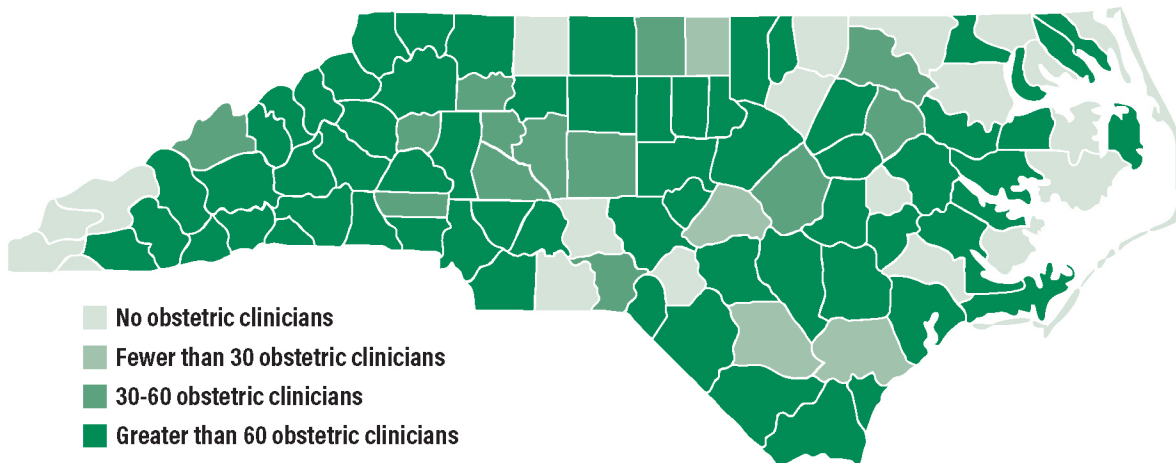 No obstetric clinicians
Fewer than 30 obstetric clinicians
30-60 obstetric clinicians
Greater than 60 obstetric clinicians